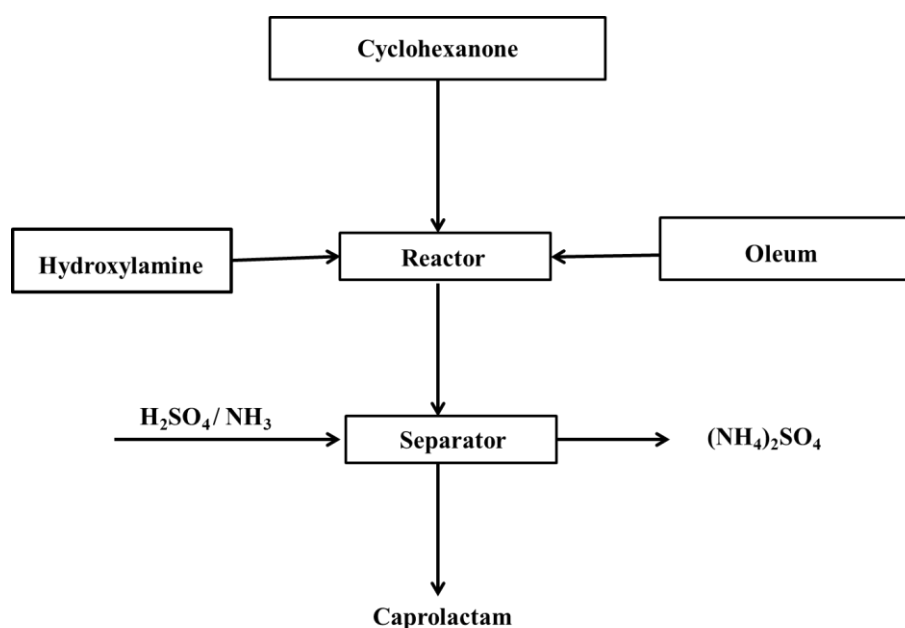 Cyclohexanone
Hydroxylamine
Reactor
Oleum
H₂SO₄ / NH₃
Separator
(NH₄)₂SO₄
Caprolactam